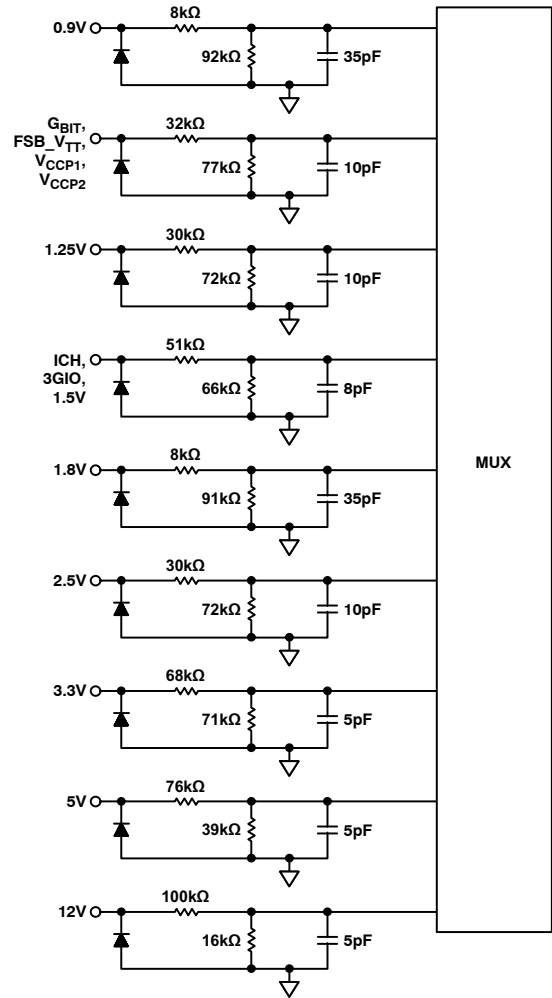 8kΩ
0.9V
92kΩ
35pF
32kΩ
GBIT,
FSB_VTT,
VCCP1,
VCCP2
77kΩ
10pF
30kΩ
1.25V
72kΩ
10pF
51kΩ
ICH,
3GIO,
1.5V
66kΩ
8pF
MUX
8kΩ
1.8V
91kΩ
35pF
30kΩ
2.5V
72kΩ
10pF
68kΩ
3.3V
71kΩ
5pF
76kΩ
5V
39kΩ
5pF
100kΩ
12V
16kΩ
5pF